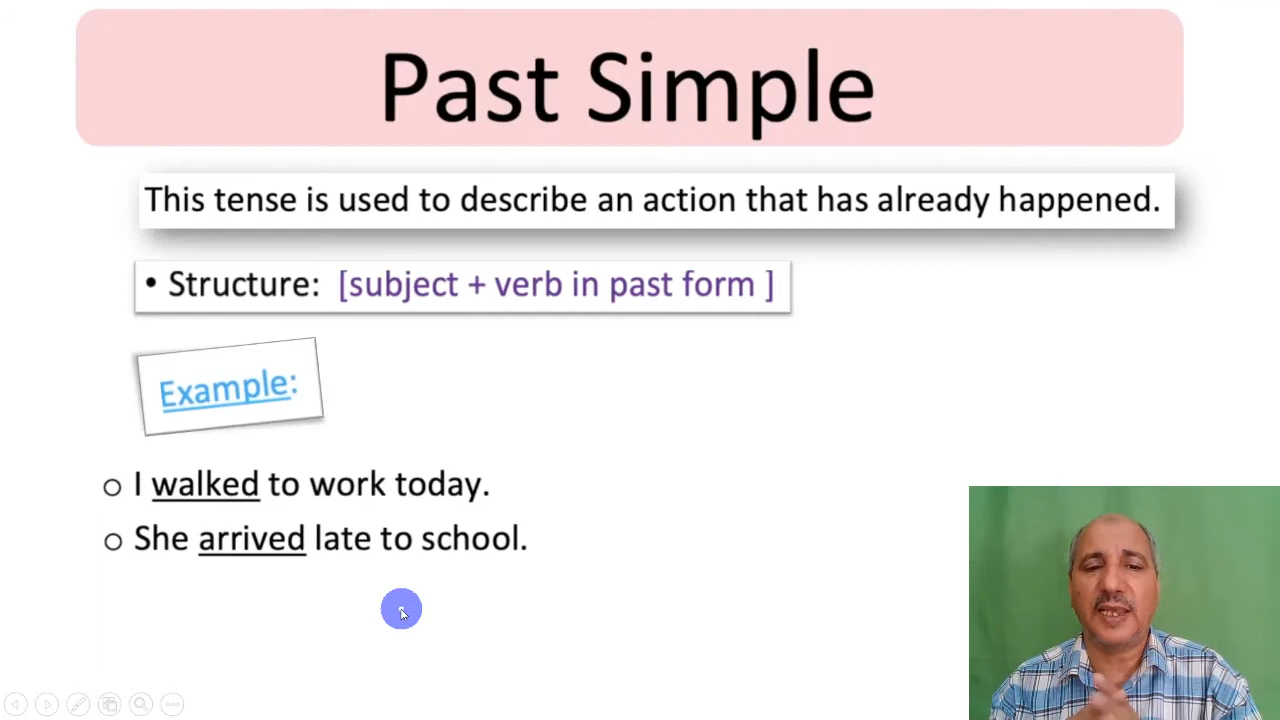 Past Simple
This tense is used to describe an action that has already happened.
• Structure: [subject + verb in past form ]
Example:
o I walked to work today.
o She arrived late to school.